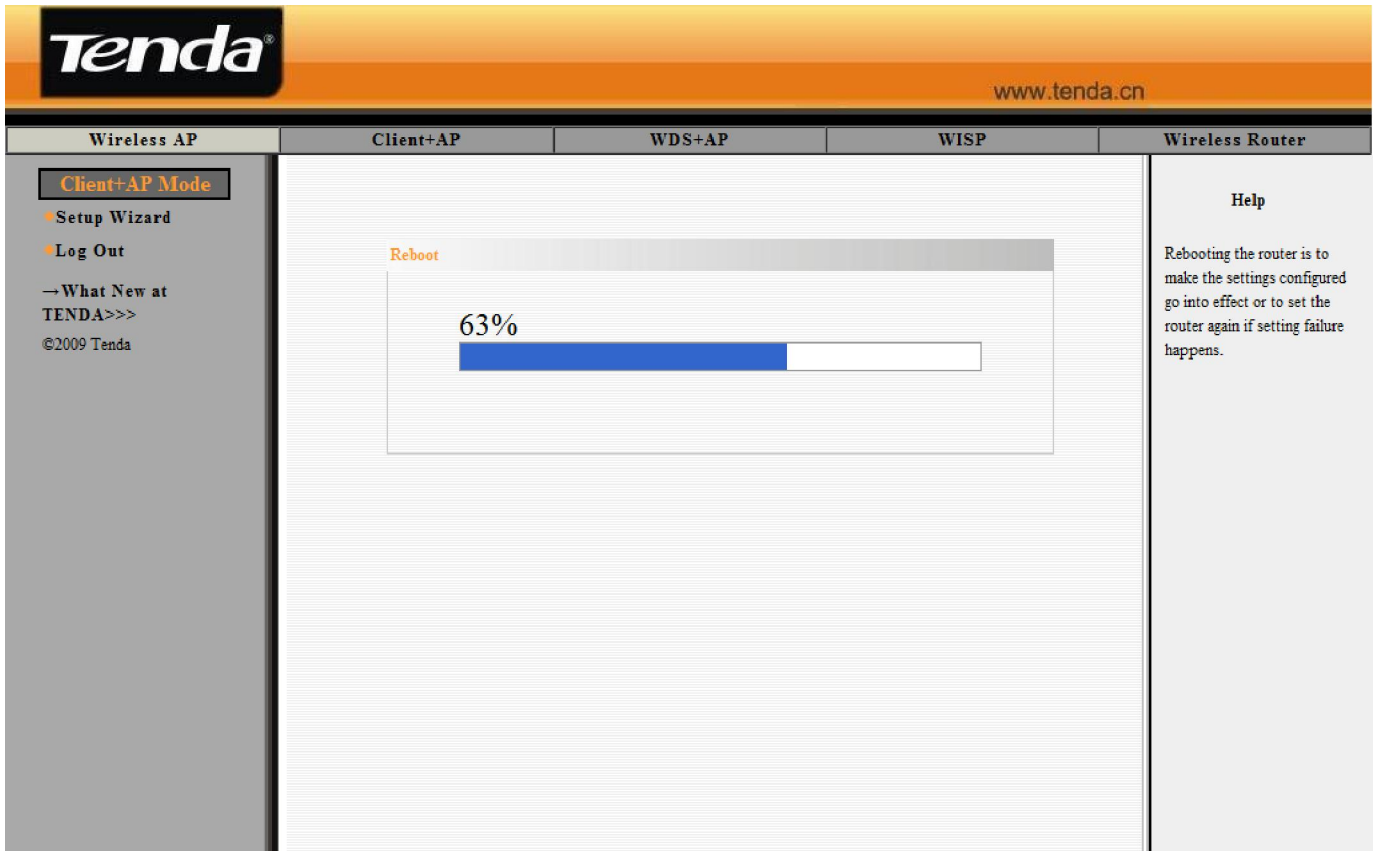 Tenda®
www.tenda.cn
Wireless AP
Client+AP
WDS+AP
WISP
Wireless Router
Client+AP Mode
Setup Wizard
Log Out
→What New at
TENDA>>>
©2009 Tenda
Reboot
63%
Help
Rebooting the router is to
make the settings configured
go into effect or to set the
router again if setting failure
happens.